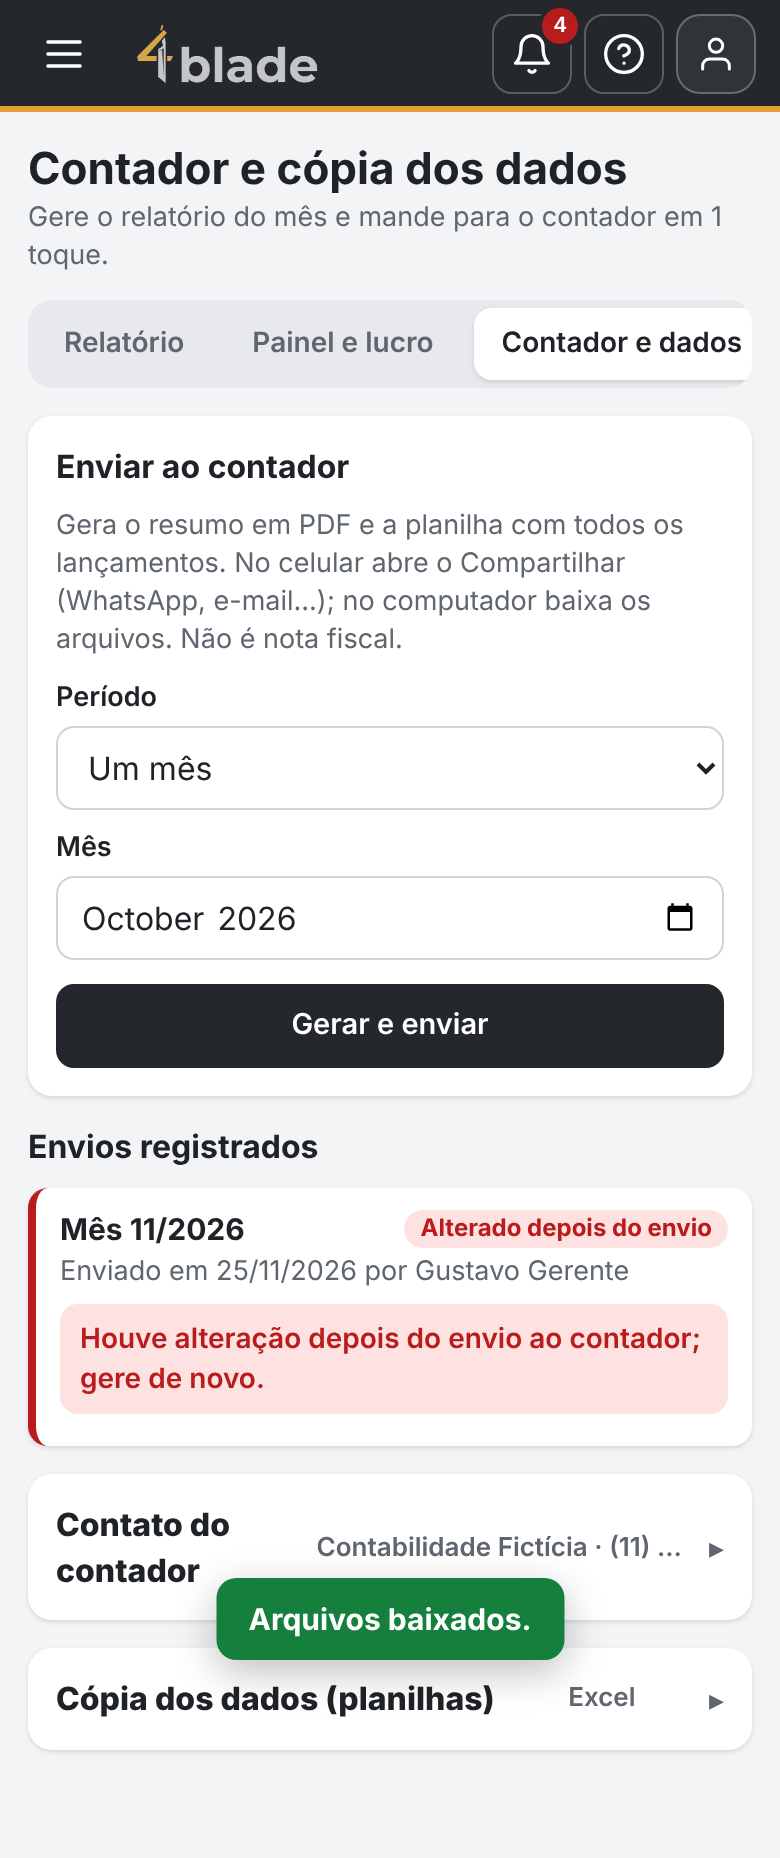 4blade
4
Contador e cópia dos dados
Gere o relatório do mês e mande para o contador em 1
toque.
Relatório
Painel e lucro
Contador e dados
Enviar ao contador
Gera o resumo em PDF e a planilha com todos os
lançamentos. No celular abre o Compartilhar
(WhatsApp, e-mail...); no computador baixa os
arquivos. Não é nota fiscal.
Período
Um mês
Mês
October 2026
Gerar e enviar
Envios registrados
Mês 11/2026
Alterado depois do envio
Enviado em 25/11/2026 por Gustavo Gerente
Houve alteração depois do envio ao contador;
gere de novo.
Contato do
contador
Contabilidade Fictícia · (11) ...
Arquivos baixados.
Cópia dos dados (planilhas)
Excel